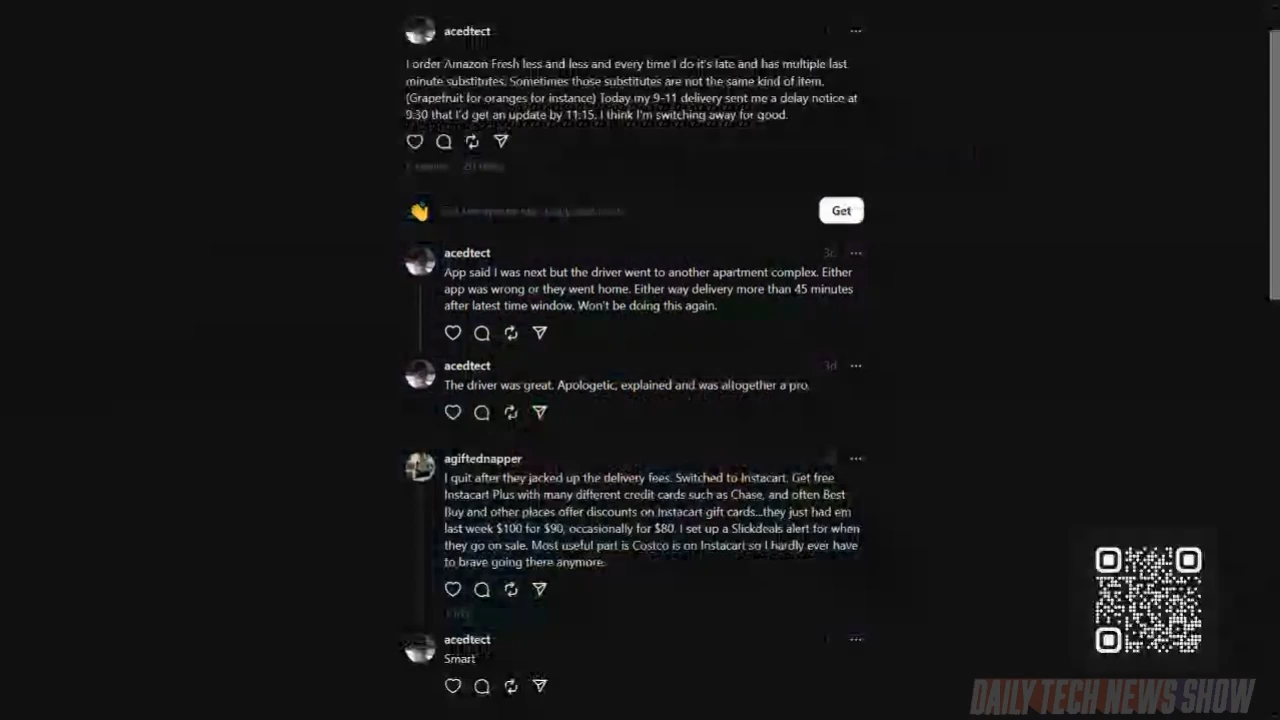 acedtect
I order Amazon Fresh less and less and every time I do it's late and has multiple last
minute substitutes. Sometimes those substitutes are not the same kind of item.
(Grapefruit for oranges for instance) Today my 9-11 delivery sent me a delay notice at
9:30 that I'd get an update by 11:15. I think I'm switching away for good.
Get
acedtect
App said I was next but the driver went to another apartment complex. Either
app was wrong or they went home. Either way delivery more than 45 minutes
after latest time window. Won't be doing this again.
acedtect 3d
The driver was great. Apologetic, explained and was altogether a pro.
agiftednapper
I quit after they jacked up the delivery fees. Switched to Instacart. Get free
Instacart Plus with many different credit cards such as Chase, and often Best
Buy and other places offer discounts on Instacart gift cards...they just had em
last week $100 for $90, occasionally for $80. I set up a Slickdeals alert for when
they go on sale. Most useful part is Costco is on Instacart so I hardly ever have
to brave going there anymore.
acedtect
Smart
DAILY TECH NEWS SHOW